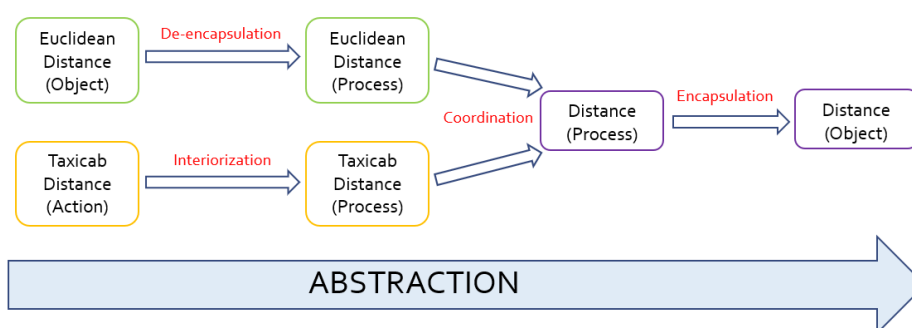 Euclidean
Distance
(Object)
De-encapsulation
Euclidean
Distance
(Process)
Taxicab
Distance
(Action)
Interiorization
Taxicab
Distance
(Process)
Coordination
Distance
(Process)
Encapsulation
Distance
(Object)
ABSTRACTION